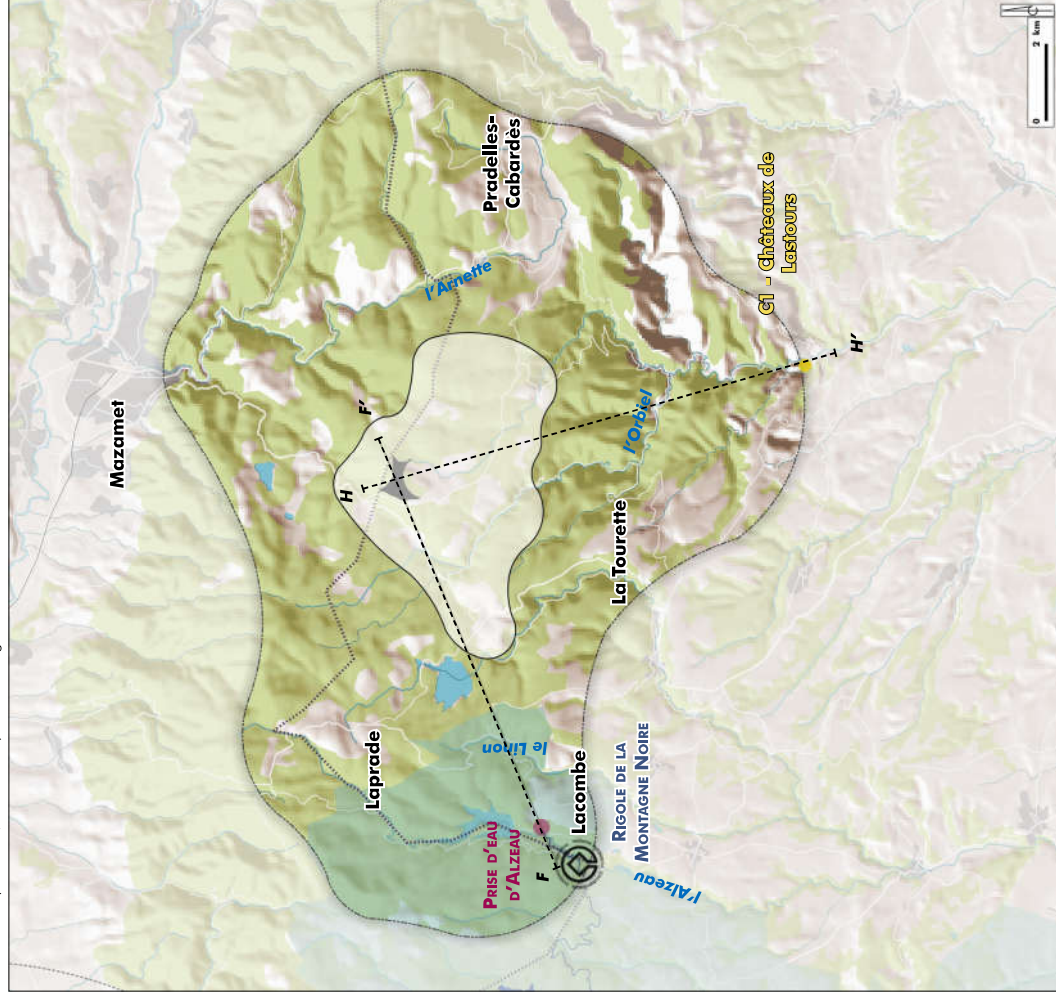 Mazamet
Pradelles-
Cabardès
l'Arnette
C1 - Châteaux de
Lastours
F'
H
H'
l'Orbiel
La Tourette
Laprade
le Linon
Lacombe
PRISE D'EAU
D'ALZEAU
F
RIGOLE DE LA
MONTAGNE NOIRE
l'Alzeau
0 2 km